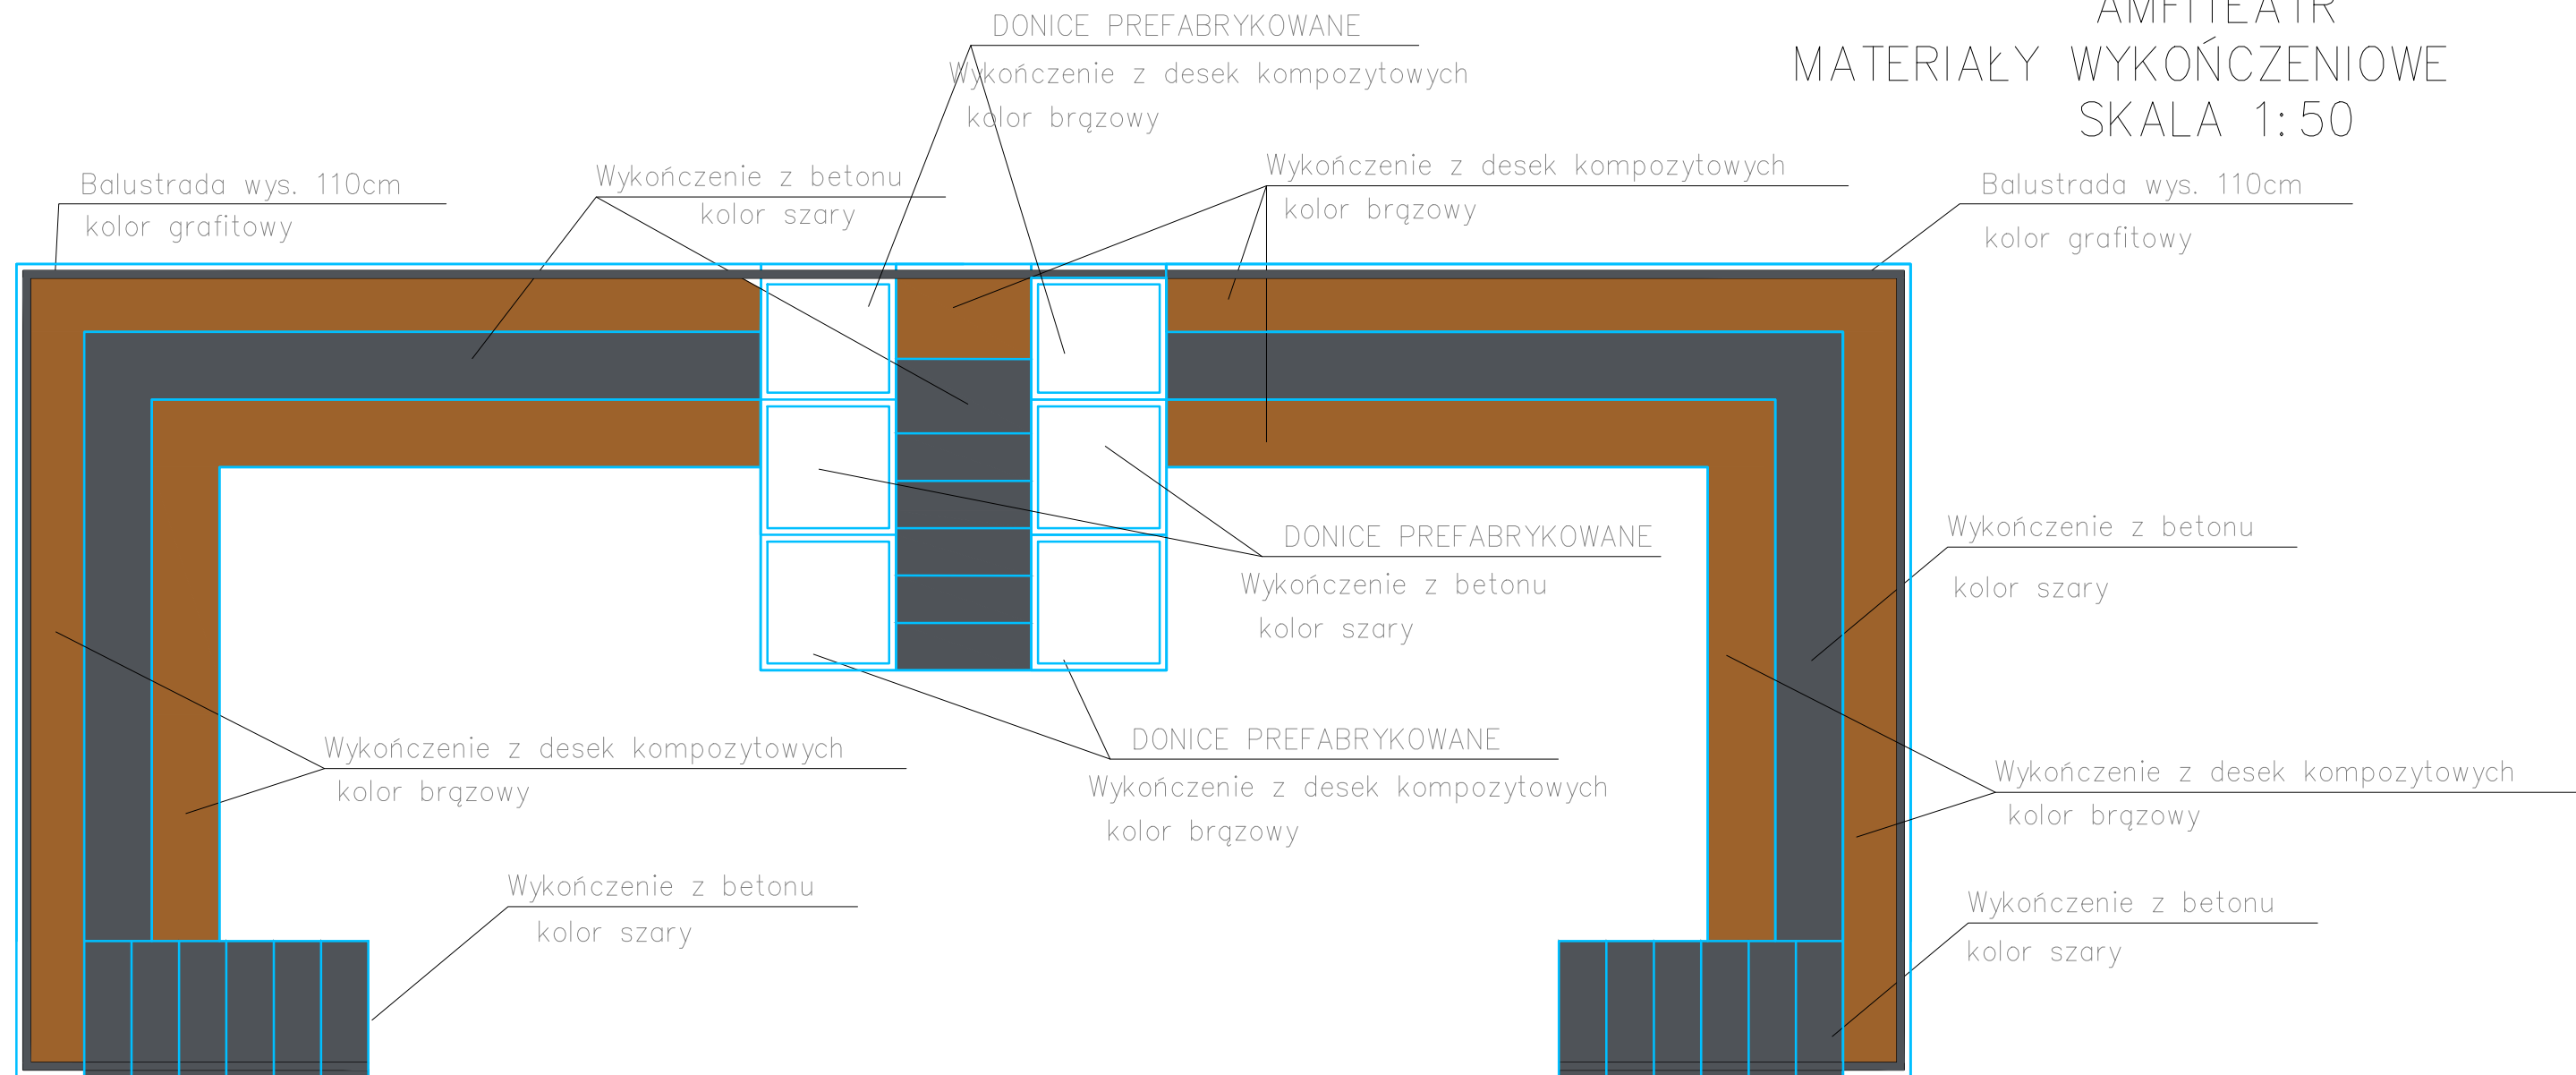 DONICE PREFABRYKOWANE
Wykończenie z desek kompozytowych
kolor brązowy
AMFITEATR
MATERIAŁY WYKOŃCZENIOWE
SKALA 1:50
Balustrada wys. 110cm
kolor grafitowy
Wykończenie z betonu
kolor szary
Wykończenie z desek kompozytowych
kolor brązowy
Balustrada wys. 110cm
kolor grafitowy
DONICE PREFABRYKOWANE
Wykończenie z betonu
kolor szary
Wykończenie z betonu
kolor szary
Wykończenie z desek kompozytowych
kolor brązowy
DONICE PREFABRYKOWANE
Wykończenie z desek kompozytowych
kolor brązowy
Wykończenie z desek kompozytowych
kolor brązowy
Wykończenie z betonu
kolor szary
Wykończenie z betonu
kolor szary